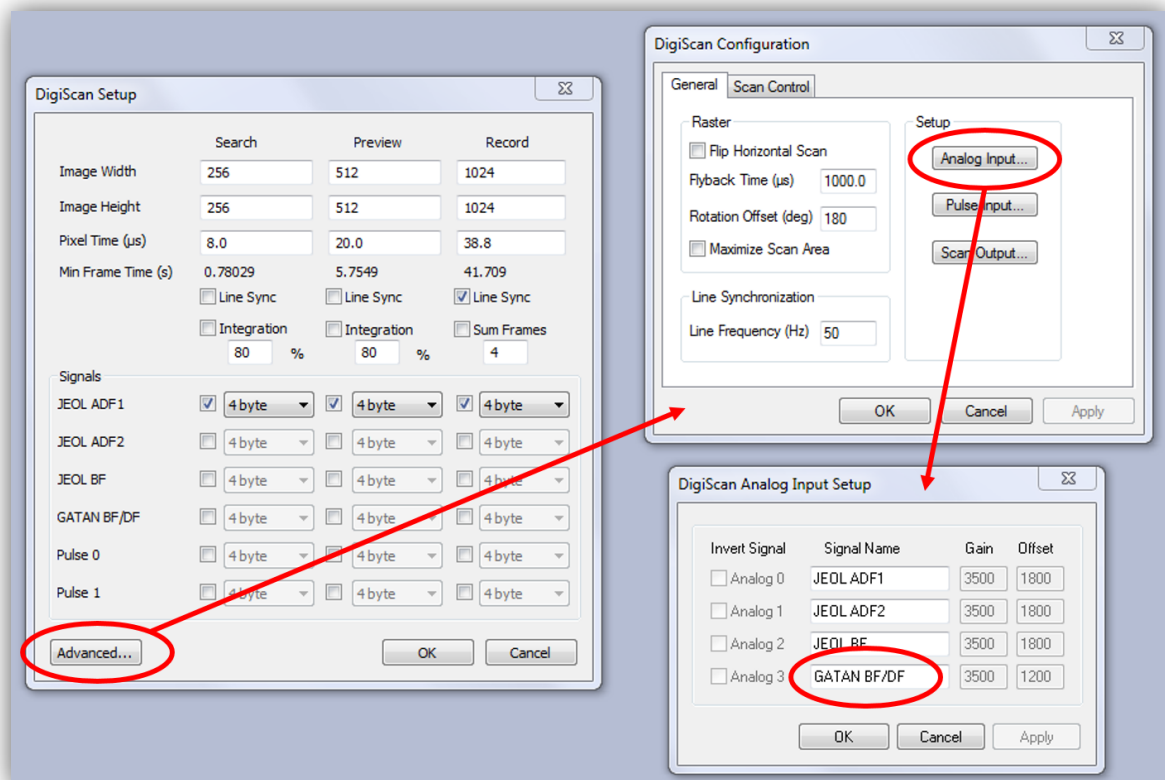 DigiScan Setup
Search Preview Record
Image Width 256 512 1024
Image Height 256 512 1024
Pixel Time (µs) 8.0 20.0 38.8
Min Frame Time (s) 0.78029 5.7549 41.709
Line Sync Line Sync Line Sync
Integration Integration Sum Frames
80 % 80 % 4
Signals
JEOL ADF1 4 byte 4 byte 4 byte
JEOL ADF2 4 byte 4 byte 4 byte
JEOL BF 4 byte 4 byte 4 byte
GATAN BF/DF 4 byte 4 byte 4 byte
Pulse 0 4 byte 4 byte 4 byte
Pulse 1 4 byte 4 byte 4 byte
Advanced... OK Cancel
DigiScan Configuration
General Scan Control
Raster
Flip Horizontal Scan
Flyback Time (µs) 1000.0
Rotation Offset (deg) 180
Maximize Scan Area
Line Synchronization
Line Frequency (Hz) 50
Setup
Analog Input...
Pulse Input...
Scan Output...
OK Cancel Apply
DigiScan Analog Input Setup
Invert Signal Signal Name Gain Offset
Analog 0 JEOL ADF1 3500 1800
Analog 1 JEOL ADF2 3500 1800
Analog 2 JEOL BF 3500 1800
Analog 3 GATAN BF/DF 3500 1200
OK Cancel Apply